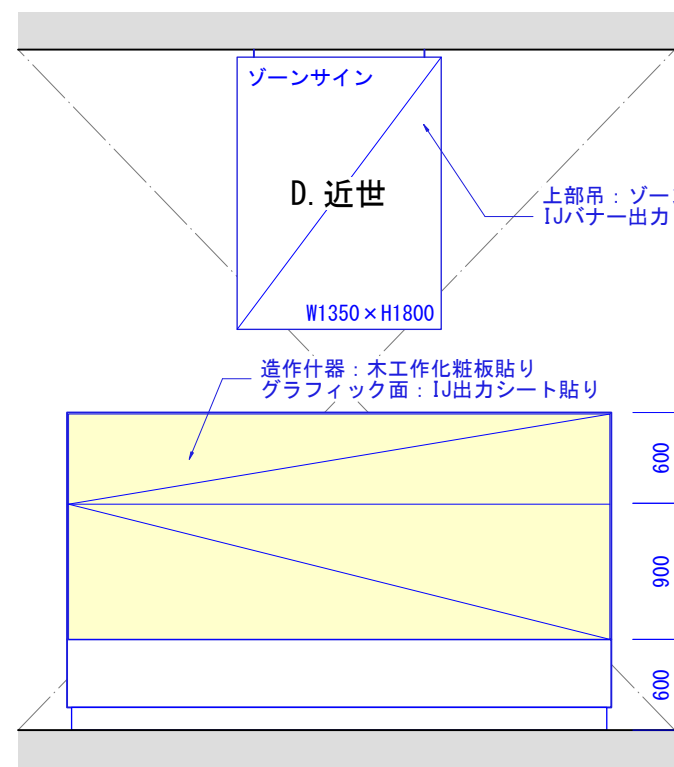 ゾーンサイン
D.近世
上部吊：ゾー
IJバナー出力
W1350×H1800
造作什器：木工作化粧板貼り
グラフィック面：IJ出力シート貼り
600
900
600